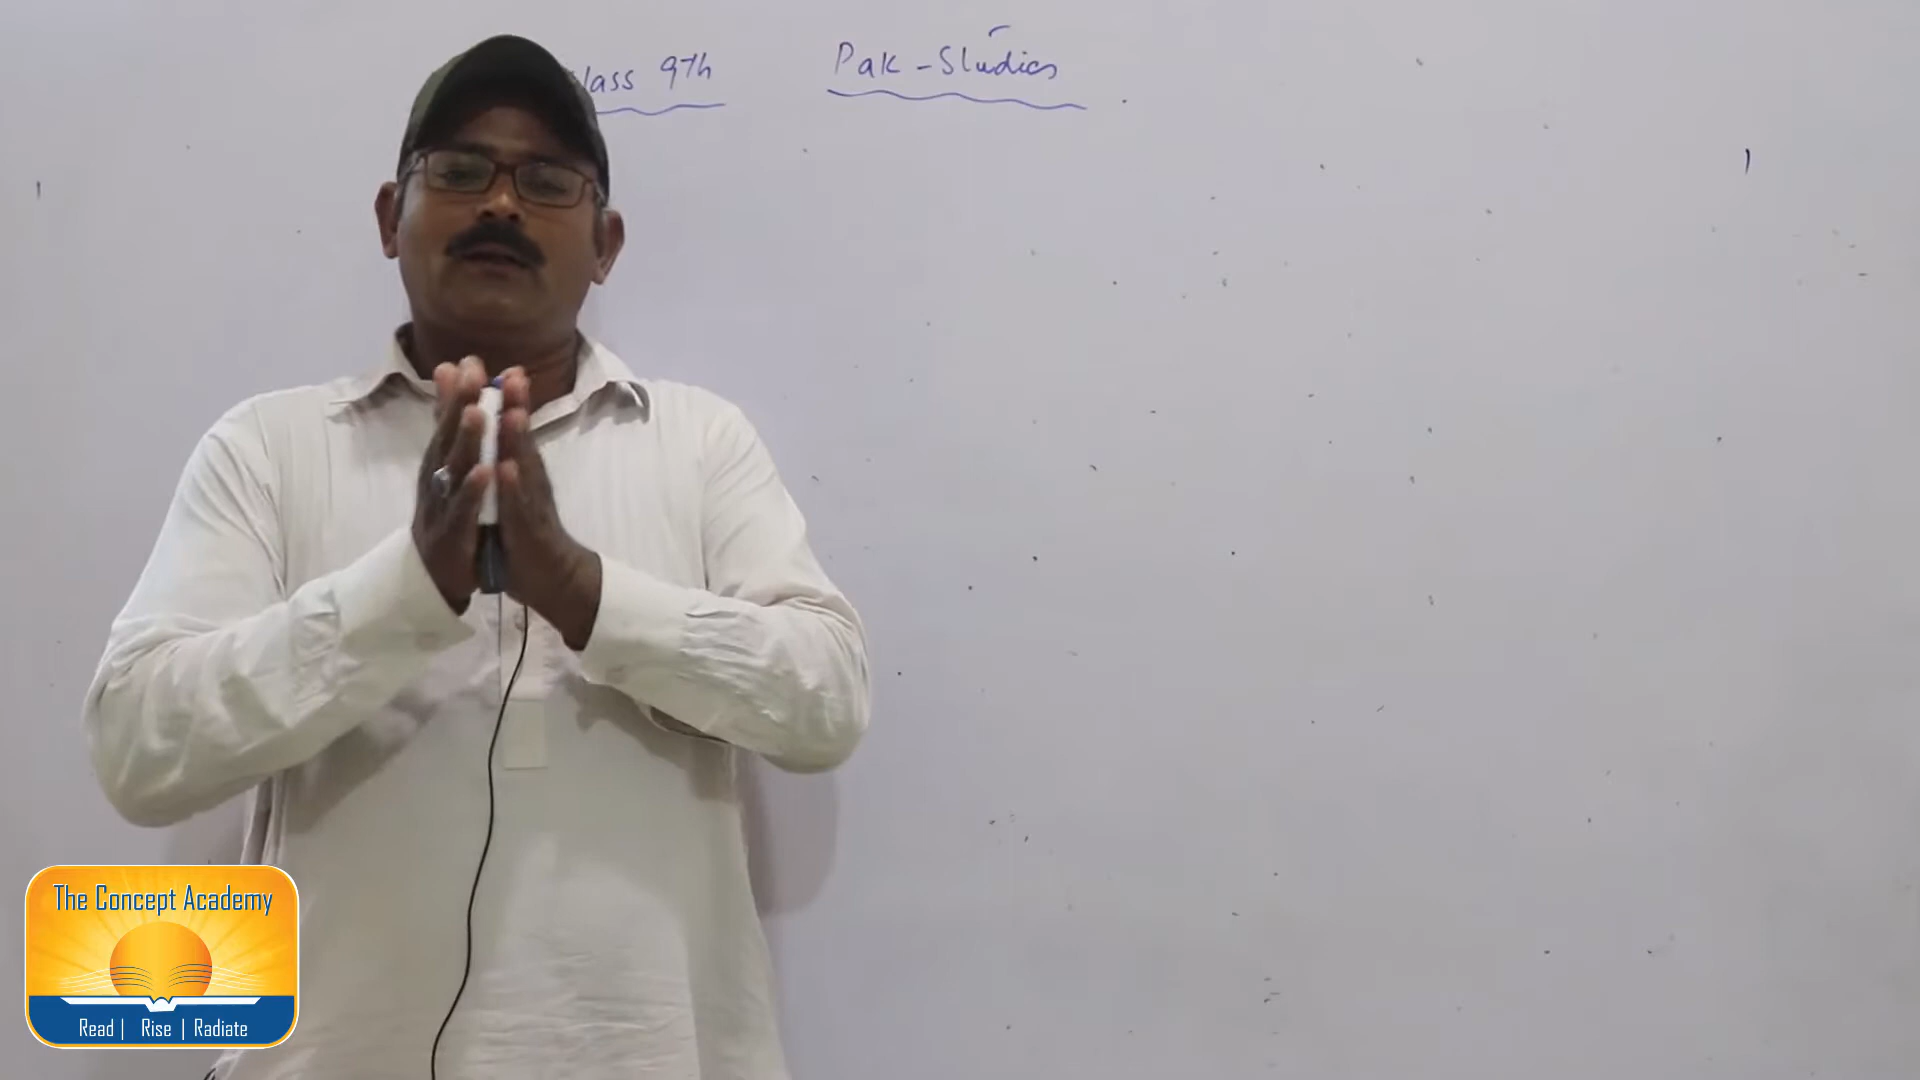 lass 9th Pak-Studies
The Concept Academy
Read | Rise | Radiate